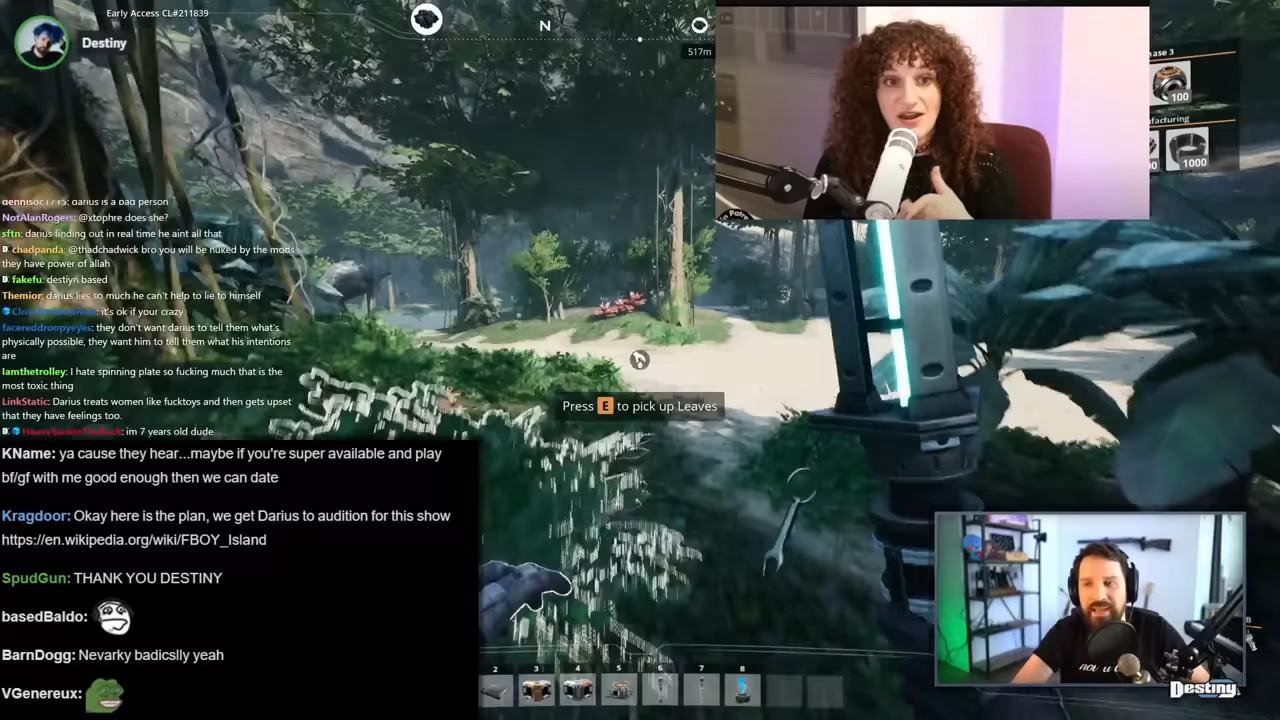 Early Access CL#211839
Destiny
N
517m
ase 3
100
facturing
1000
dennisoc1715: darius is a bad person
NotAlanRogers: @xtophre does she?
sftn: darius finding out in real time he aint all that
chadpanda: @thadchadwick bro you will be nuked by the mods
they have power of allah
fakefu: destiyn based
Themior: darius lies so much he can't help to lie to himself
it's ok if your crazy
facereddroopyeyes: they don't want darius to tell them what's
physically possible, they want him to tell them what his intentions
are
Iamthetrolley: I hate spinning plate so fucking much that is the
most toxic thing
LinkStatic: Darius treats women like fucktoys and then gets upset
that they have feelings too.
im 7 years old dude
Press E to pick up Leaves
KName: ya cause they hear...maybe if you're super available and play
bf/gf with me good enough then we can date
Kragdoor: Okay here is the plan, we get Darius to audition for this show
https://en.wikipedia.org/wiki/FBOY_Island
SpudGun: THANK YOU DESTINY
basedBaldo:
BarnDogg: Nevarky badicslly yeah
VGenereux:
2 3 4 5 6 7 8
Destiny